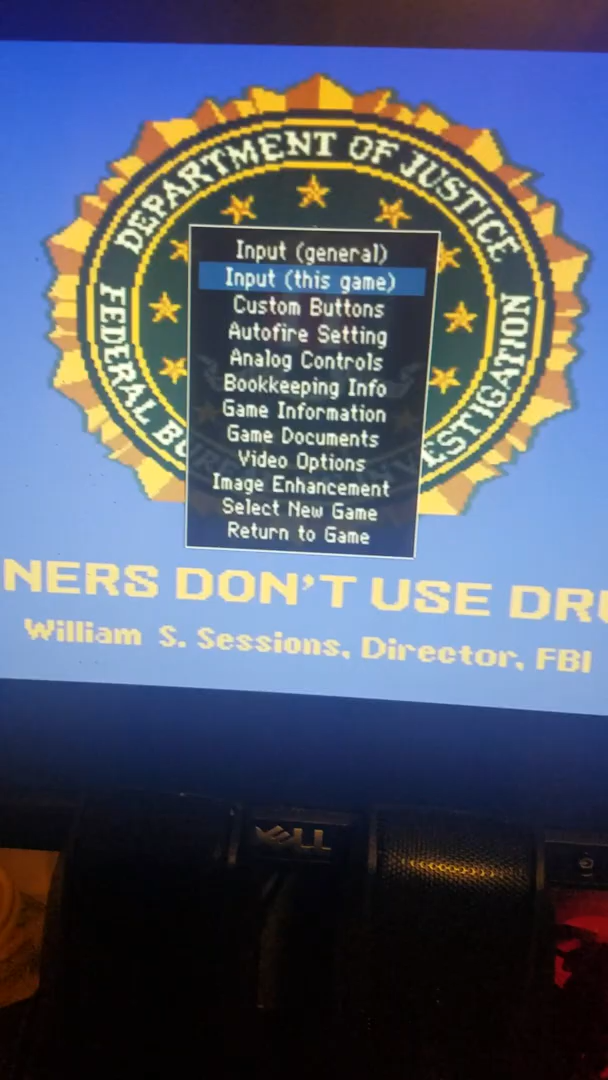 DEPARTMENT OF JUSTICE
FEDERAL
Input (general)
Input (this game)
Custom Buttons
Autofire Setting
Analog Controls
Bookkeeping Info
Game Information
Game Documents
Video Options
Image Enhancement
Select New Game
Return to Game
NERS DON'T USE DRU
William S. Sessions, Director, FBI
DELL